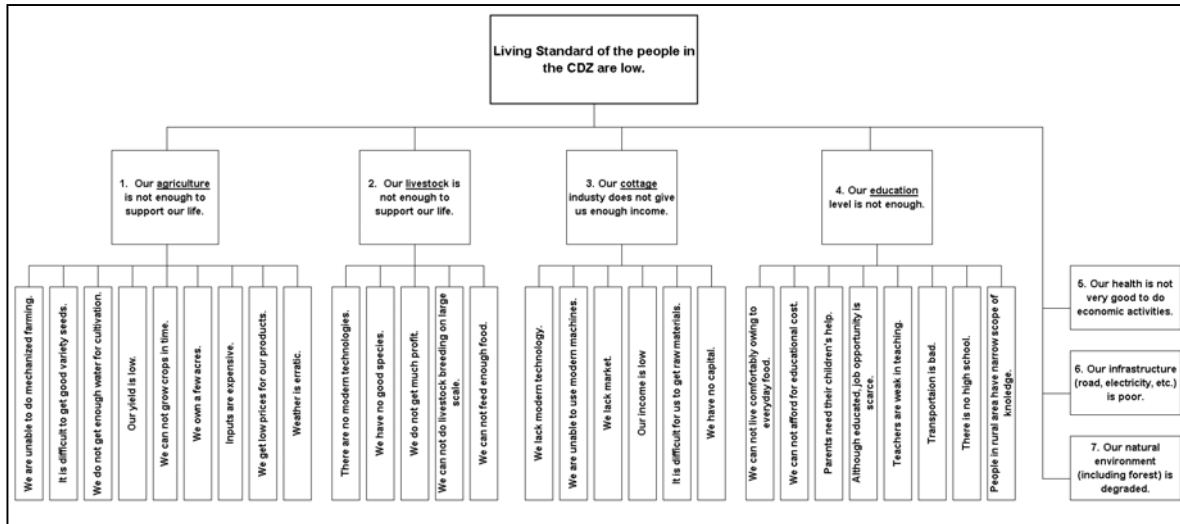 Living Standard of the people in
the CDZ are low.
1. Our agriculture
is not enough to
support our life.
2. Our livestock is
not enough to
support our life.
3. Our cottage
industy does not give
us enough income.
4. Our education
level is not enough.
We are unable to do mechanized farming.
It is difficult to get good variety seeds.
We do not get enough water for cultivation.
Our yield is low.
We can not grow crops in time.
We own a few acres.
Inputs are expensive.
We get low prices for our products.
Weather is erratic.
There are no modern technologies.
We have no good species.
We do not get much profit.
We can not do livestock breeding on large
scale.
We can not feed enough food.
We lack modern technology.
We are unable to use modern machines.
We lack market.
Our income is low
It is difficult for us to get raw materials.
We have no capital.
We can not live comfortably owing to
everyday food.
We can not afford for educational cost.
Parents need their children's help.
Although educated, job opportunity is
scarce.
Teachers are weak in teaching.
Transportaion is bad.
There is no high school.
People in rural area have narrow scope of
knoledge.
5. Our health is not
very good to do
economic activities.
6. Our infrastructure
(road, electricity, etc.)
is poor.
7. Our natural
environment
(including forest) is
degraded.